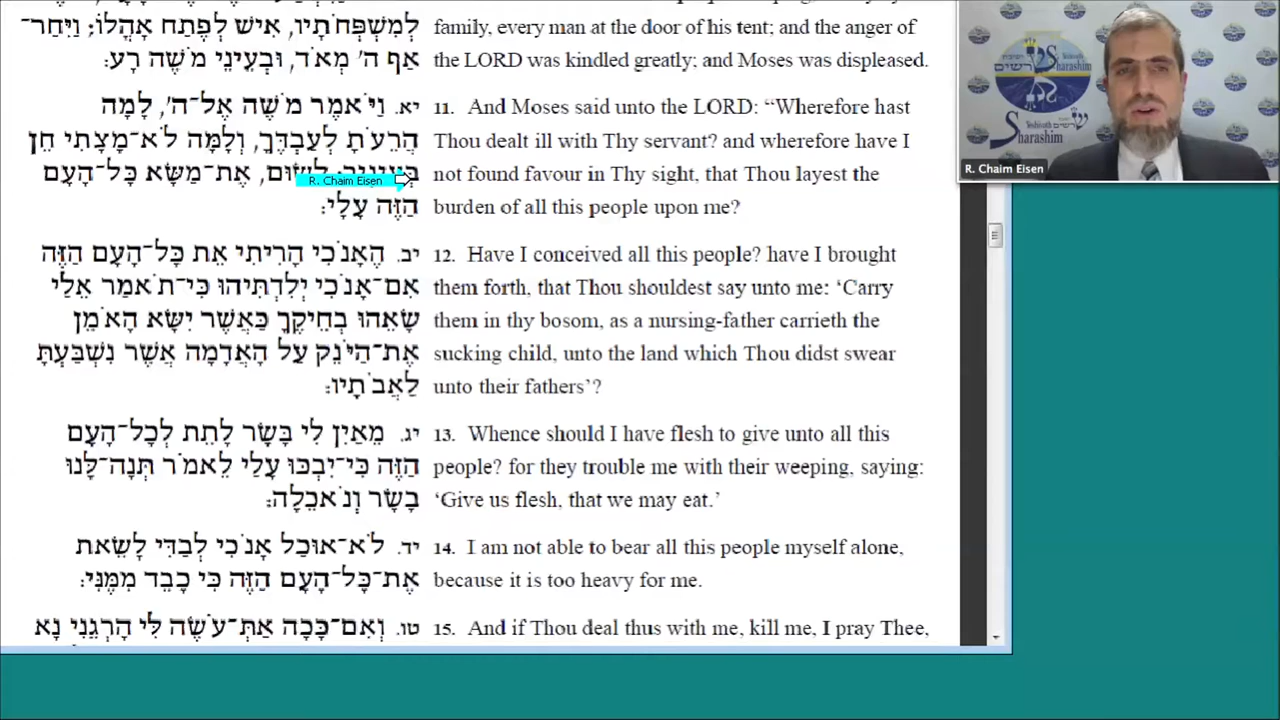 לְמִשְׁפְּחֹתָיו, אִישׁ לְפֶתַח אָהֳלוֹ; וַיִּחַר־
אַף ה' מְאֹד, וּבְעֵינֵי מֹשֶׁה רָע:
family, every man at the door of his tent; and the anger of
the LORD was kindled greatly; and Moses was displeased.
יא. וַיֹּאמֶר מֹשֶׁה אֶל־ה', לָמָה
הֲרֵעֹתָ לְעַבְדֶּךָ, וְלָמָּה לֹא־מָצָתִי חֵן
לָשׂוּם, אֶת־מַשָּׂא כָּל־הָעָם
הַזֶּה עָלָי:
11. And Moses said unto the LORD: “Wherefore hast
Thou dealt ill with Thy servant? and wherefore have I
not found favour in Thy sight, that Thou layest the
burden of all this people upon me?
יב. הֶאָנֹכִי הָרִיתִי אֵת כָּל־הָעָם הַזֶּה
אִם־אָנֹכִי יְלִדְתִּיהוּ כִּי־תֹאמַר אֵלַי
שָׂאֵהוּ בְחֵיקֶךָ כַּאֲשֶׁר יִשָּׂא הָאֹמֵן
אֶת־הַיֹּנֵק עַל הָאֲדָמָה אֲשֶׁר נִשְׁבַּעְתָּ
לַאֲבֹתָיו:
12. Have I conceived all this people? have I brought
them forth, that Thou shouldest say unto me: ‘Carry
them in thy bosom, as a nursing-father carrieth the
sucking child, unto the land which Thou didst swear
unto their fathers’?
יג. מֵאַיִן לִי בָּשָׂר לָתֵת לְכָל־הָעָם
הַזֶּה כִּי־יִבְכּוּ עָלַי לֵאמֹר תְּנָה־לָּנוּ
בָשָׂר וְנֹאכֵלָה:
13. Whence should I have flesh to give unto all this
people? for they trouble me with their weeping, saying:
‘Give us flesh, that we may eat.’
יד. לֹא־אוּכַל אָנֹכִי לְבַדִּי לָשֵׂאת
אֶת־כָּל־הָעָם הַזֶּה כִּי כָבֵד מִמֶּנִּי:
14. I am not able to bear all this people myself alone,
because it is too heavy for me.
טו. וְאִם־כָּכָה אַתְּ־עֹשֶׂה לִּי הָרְגֵנִי נָא
15. And if Thou deal thus with me, kill me, I pray Thee,
R. Chaim Eisen
R. Chaim Eisen
Sharashim
Yeshivoth
Sharashim